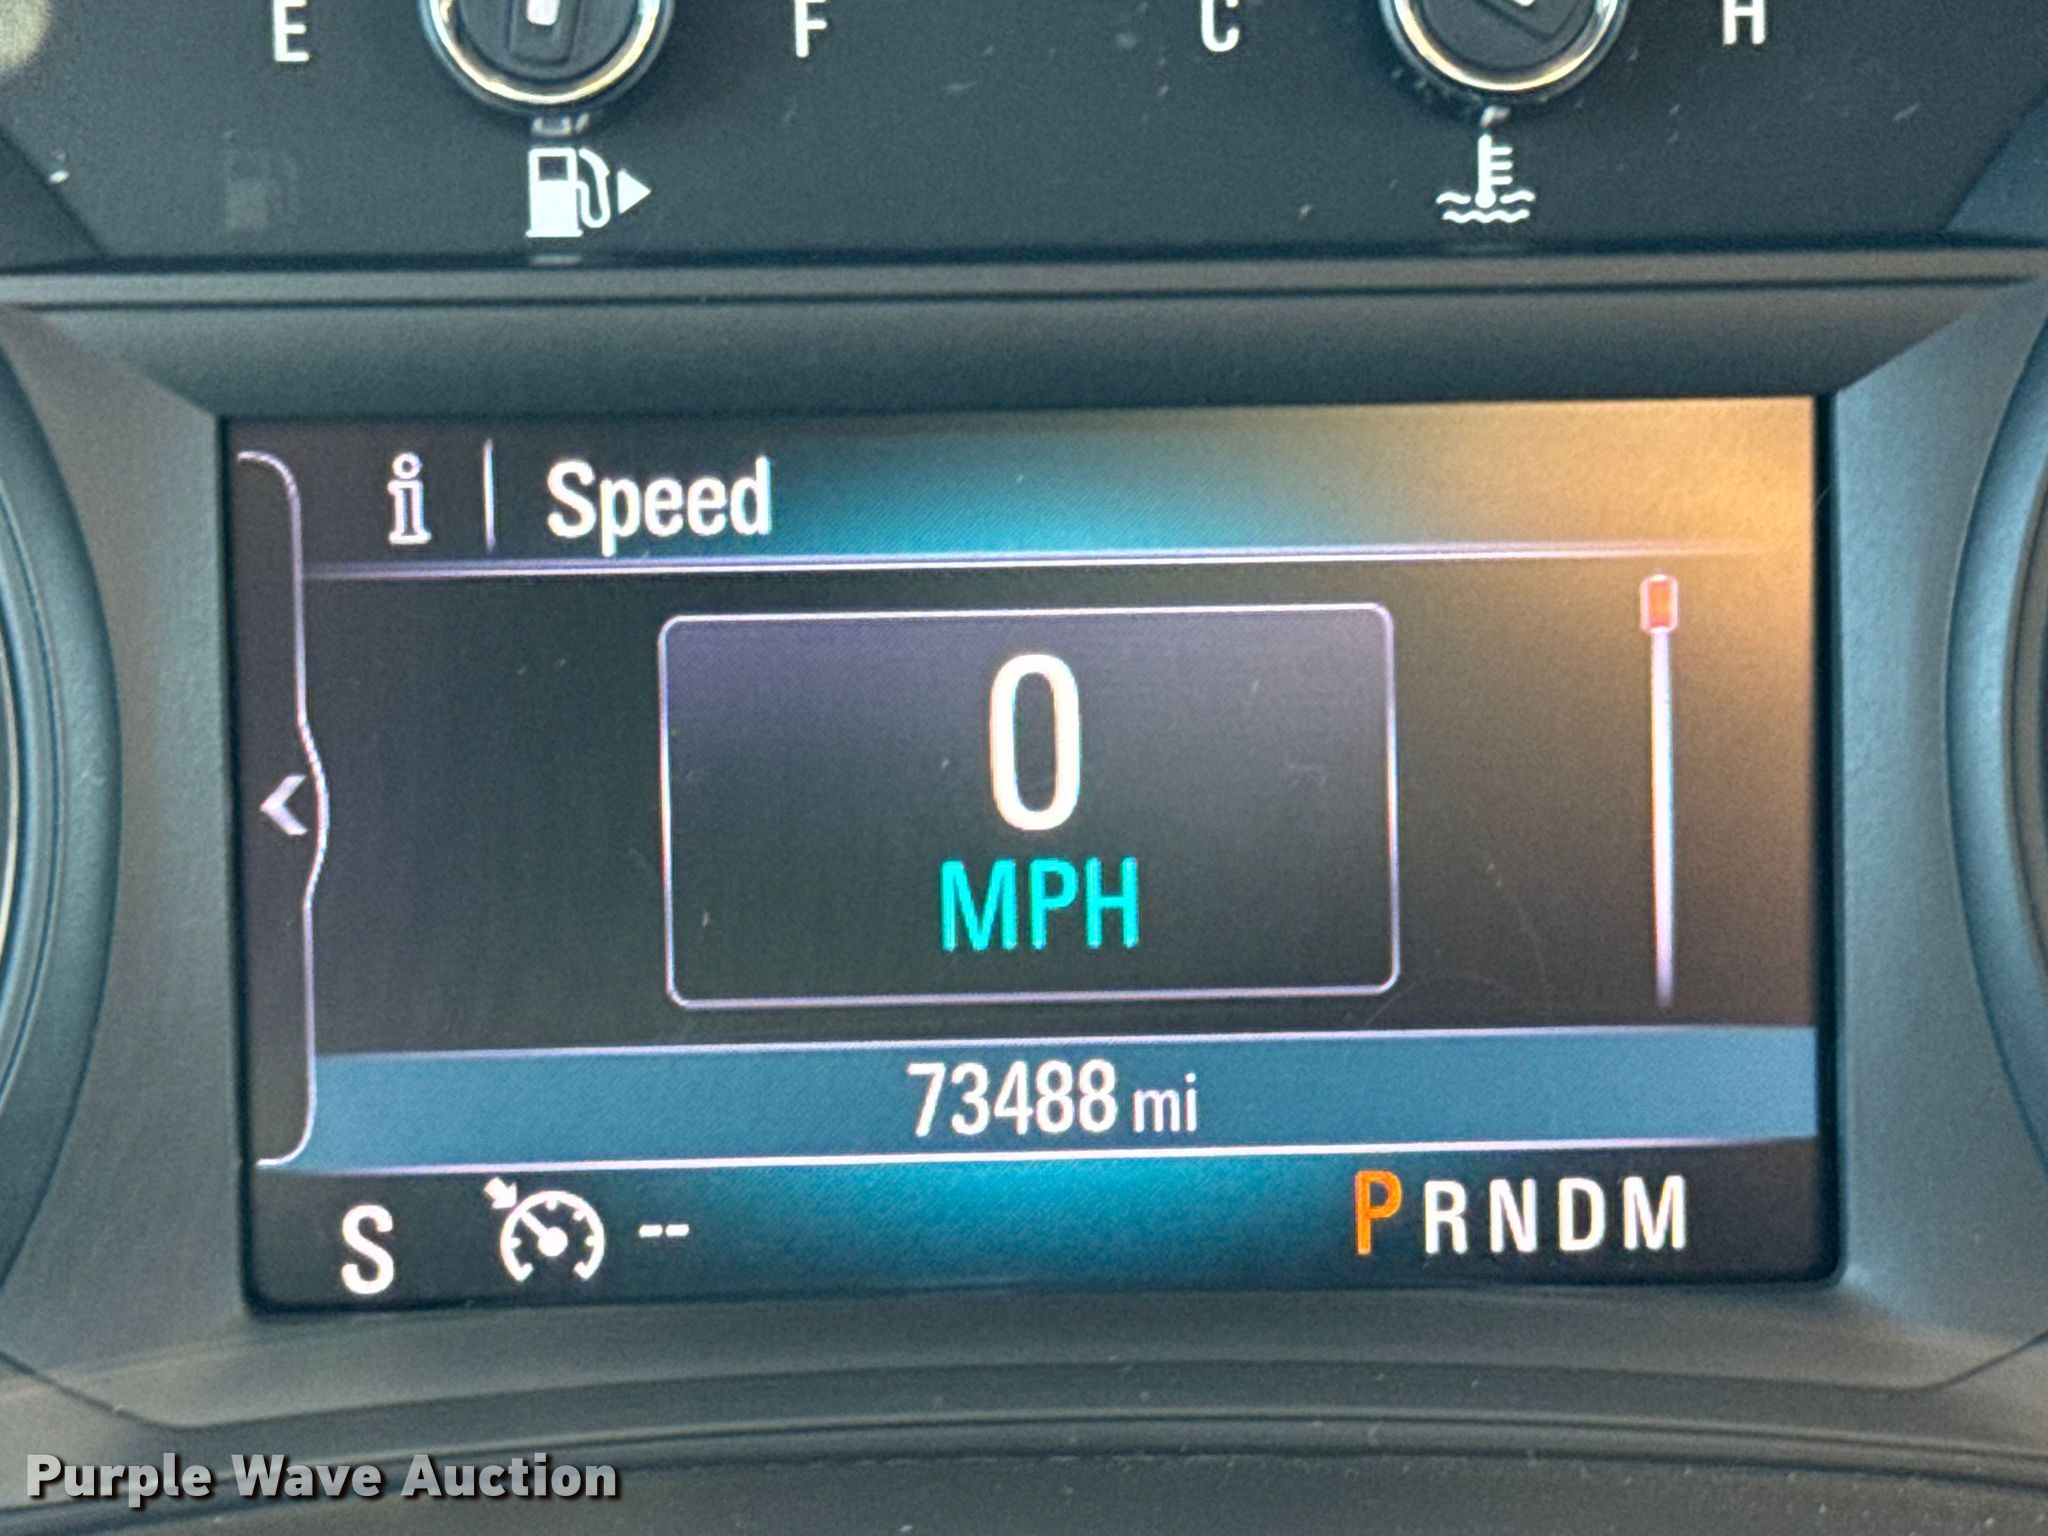 E F C H
i Speed
0
MPH
73488 mi
S -- PRNDM
Purple Wave Auction